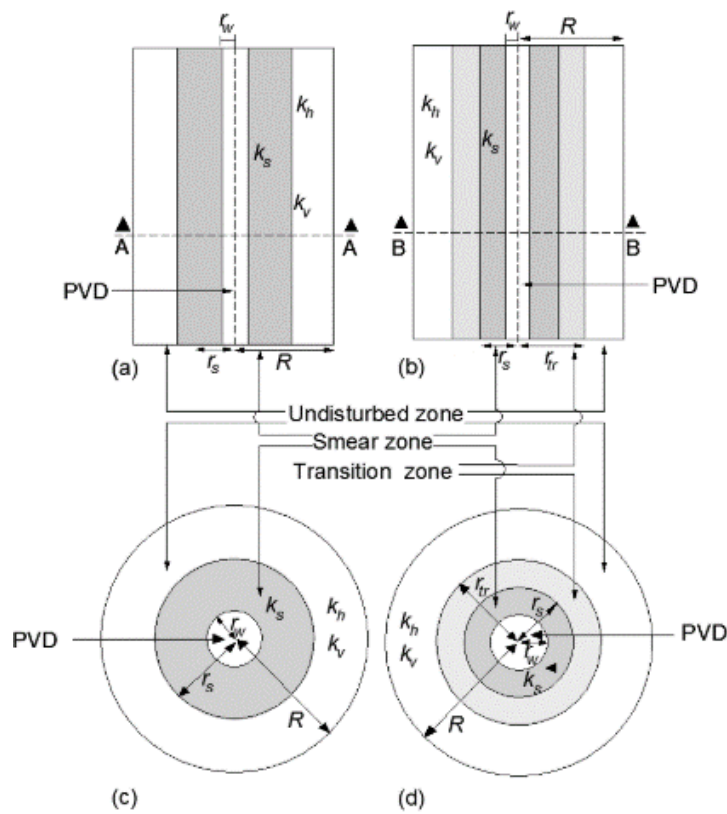 r_w
r_w R
k_h k_h
k_s k_s
k_v k_v
A A B B
PVD PVD
(a) r_s R (b) r_s r_tr
Undisturbed zone
Smear zone
Transition zone
k_s k_h r_tr r_s
r_w k_v k_h
PVD k_v r_w PVD
r_s k_s
R R
(c) (d)